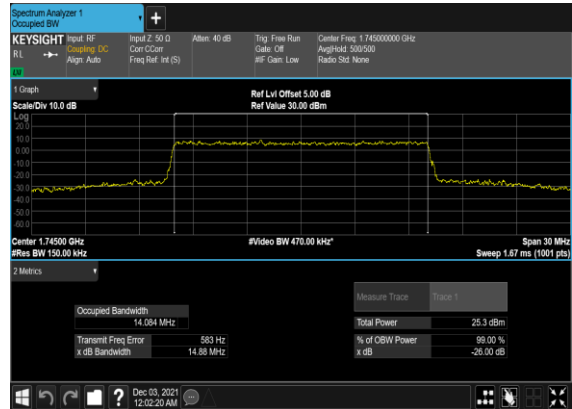 Spectrum Analyzer 1
Occupied BW
+
KEYSIGHT Input: RF Input Z: 50 Ω Atten: 40 dB Trig: Free Run Center Freq: 1.745000000 GHz
RL Coupling: DC Corr CCorr Gate: Off Avg|Hold: 500/500
Align: Auto Freq Ref: Int (S) #IF Gain: Low Radio Std: None
1 Graph
Ref Lvl Offset 5.00 dB
Scale/Div 10.0 dB Ref Value 30.00 dBm
Log
20.0
10.0
0.00
-10.0
-20.0
-30.0
-40.0
-50.0
-60.0
Center 1.74500 GHz #Video BW 470.00 kHz* Span 30 MHz
#Res BW 150.00 kHz Sweep 1.67 ms (1001 pts)
2 Metrics
Measure Trace Trace 1
Occupied Bandwidth
14.084 MHz Total Power 25.3 dBm
Transmit Freq Error 583 Hz % of OBW Power 99.00 %
x dB Bandwidth 14.88 MHz x dB -26.00 dB
? Dec 03, 2021
12:02:20 AM